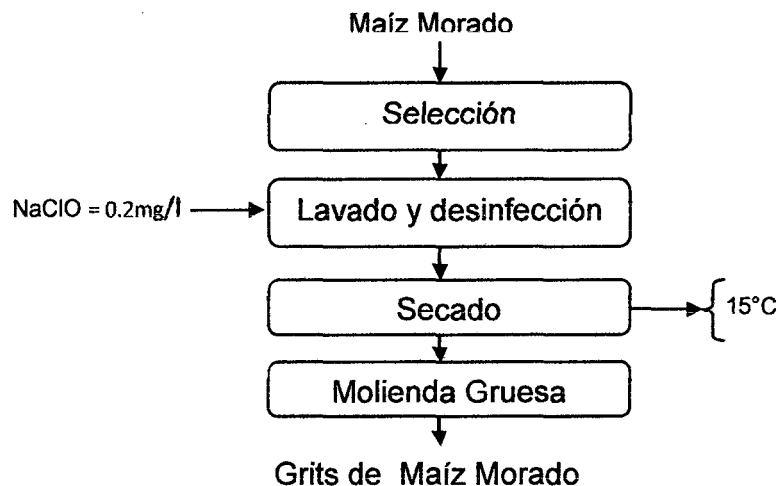 Maíz Morado
Selección
NaClO = 0.2mg/l
Lavado y desinfección
Secado
15°C
Molienda Gruesa
Grits de Maíz Morado